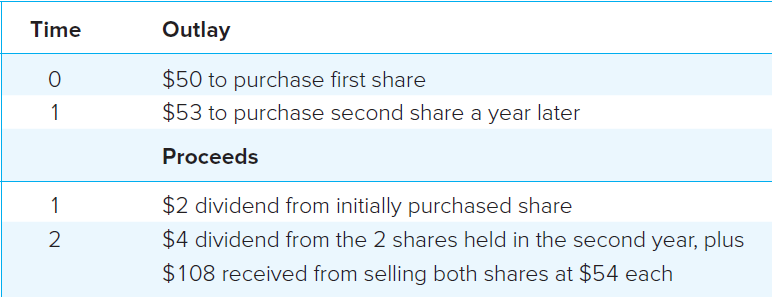 Time Outlay
0 $50 to purchase first share
1 $53 to purchase second share a year later
Proceeds
1 $2 dividend from initially purchased share
2 $4 dividend from the 2 shares held in the second year, plus
$108 received from selling both shares at $54 each